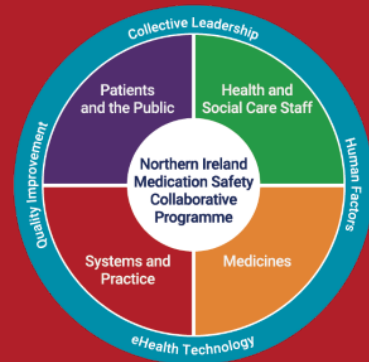 Collective Leadership
Patients
and the Public
Health and
Social Care Staff
Quality Improvement
Northern Ireland
Medication Safety
Collaborative
Programme
Human Factors
Systems and
Practice
Medicines
eHealth Technology